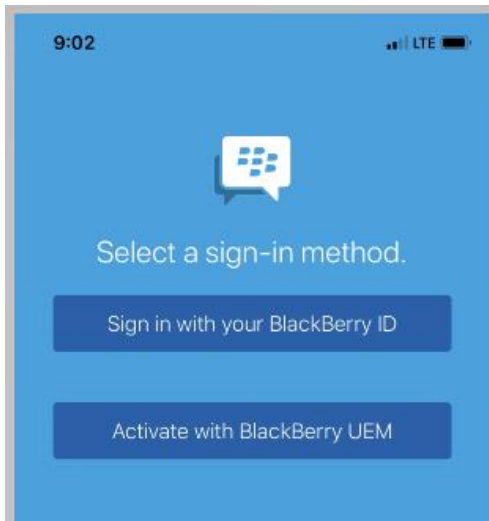 9:02 LTE
Select a sign-in method.
Sign in with your BlackBerry ID
Activate with BlackBerry UEM